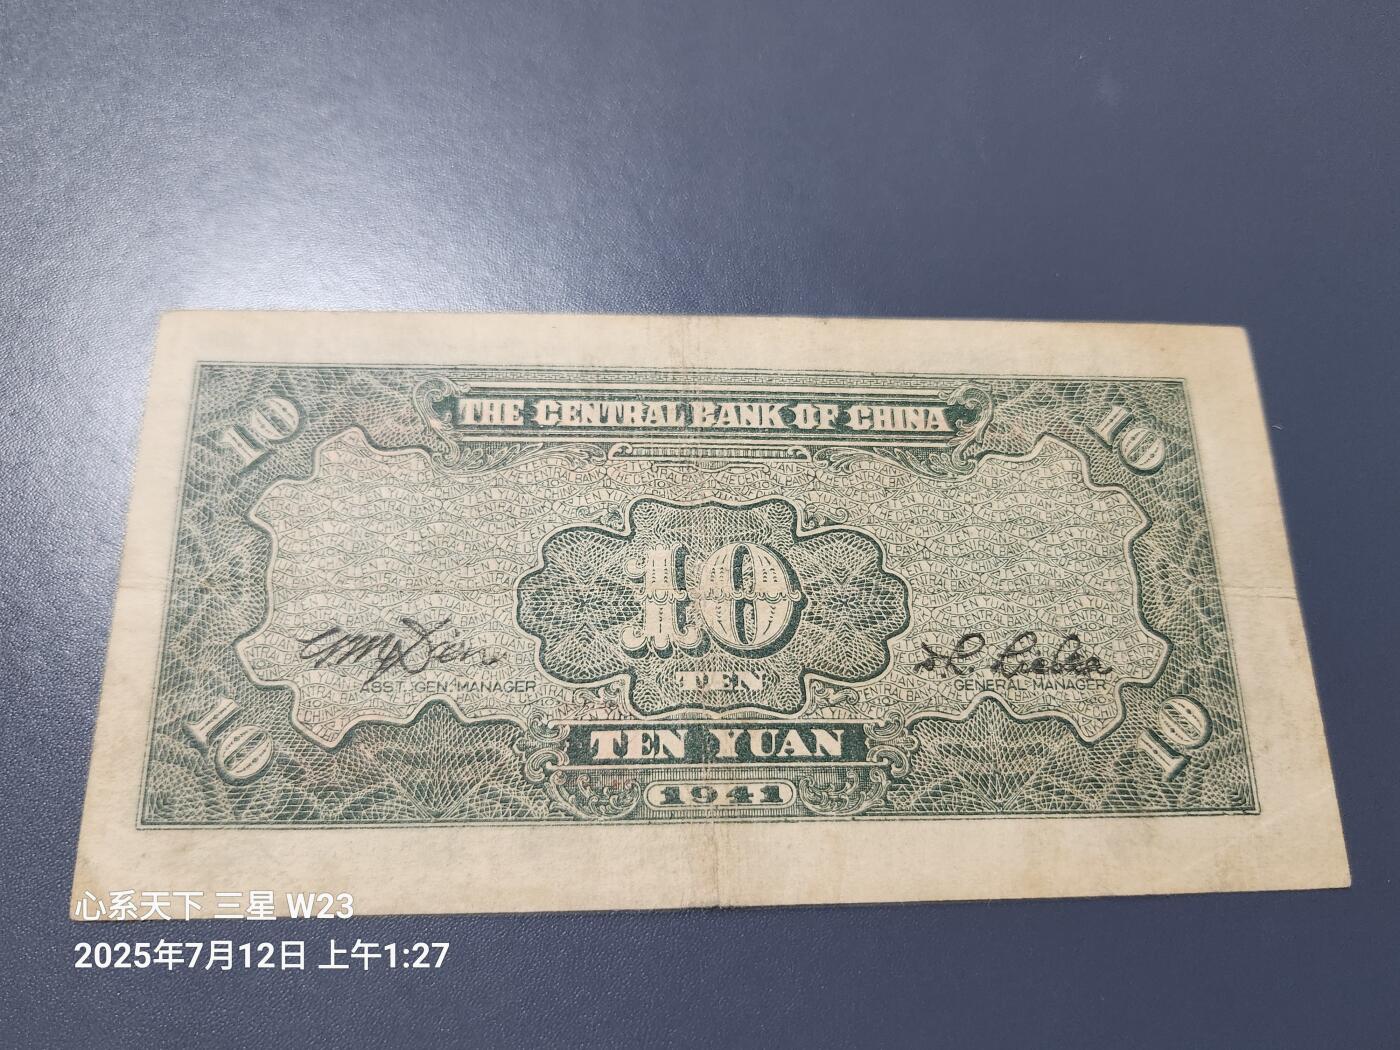 10
THE CENTRAL BANK OF CHINA
10
10
TEN
ASST. GEN. MANAGER
GENERAL MANAGER
10
TEN YUAN
10
1941
心系天下 三星 W23
2025年7月12日 上午1:27